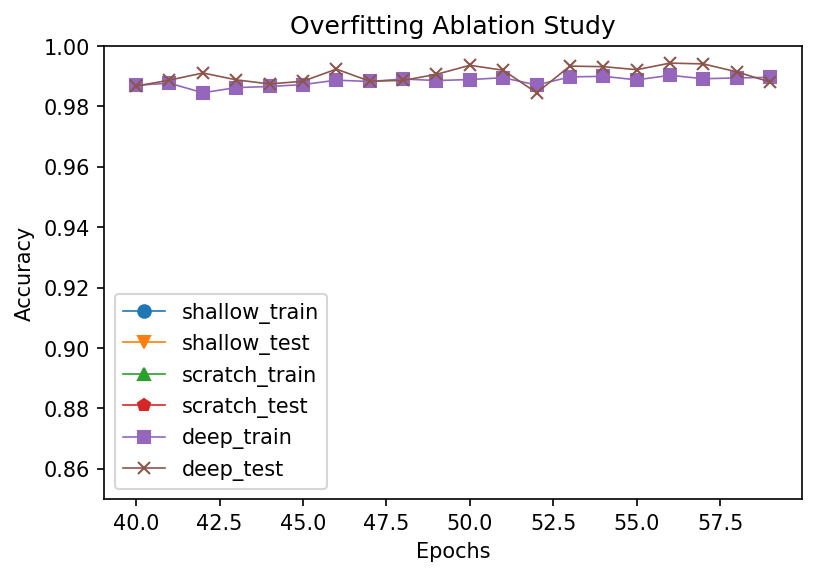 Overfitting Ablation Study
Accuracy
1.00
0.98
0.96
0.94
0.92
0.90
0.88
0.86
shallow_train
shallow_test
scratch_train
scratch_test
deep_train
deep_test
40.0 42.5 45.0 47.5 50.0 52.5 55.0 57.5
Epochs